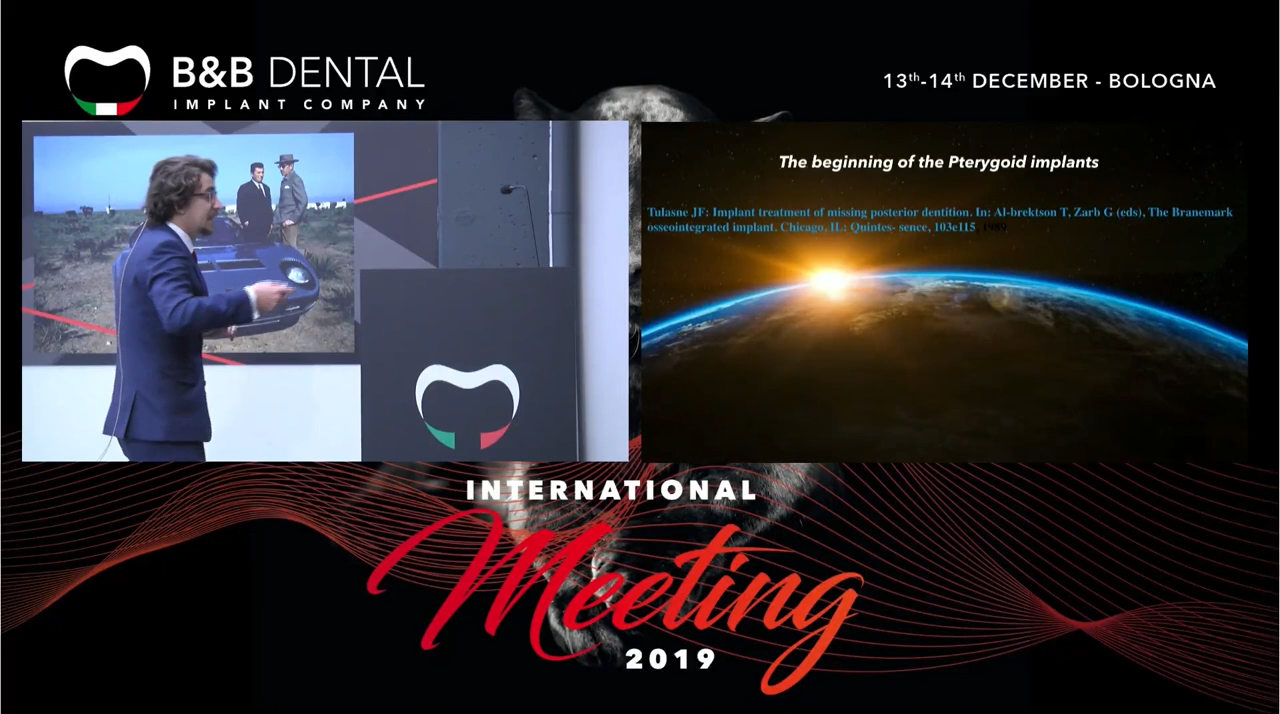 B&B DENTAL
IMPLANT COMPANY
13th-14th DECEMBER - BOLOGNA
The beginning of the Pterygoid implants
Tulasne JF: Implant treatment of missing posterior dentition. In: Al-brektson T, Zarb G (eds), The Branemark
osseointegrated implant. Chicago, IL: Quintes- sence, 103e115 1989
INTERNATIONAL
Meeting
2019